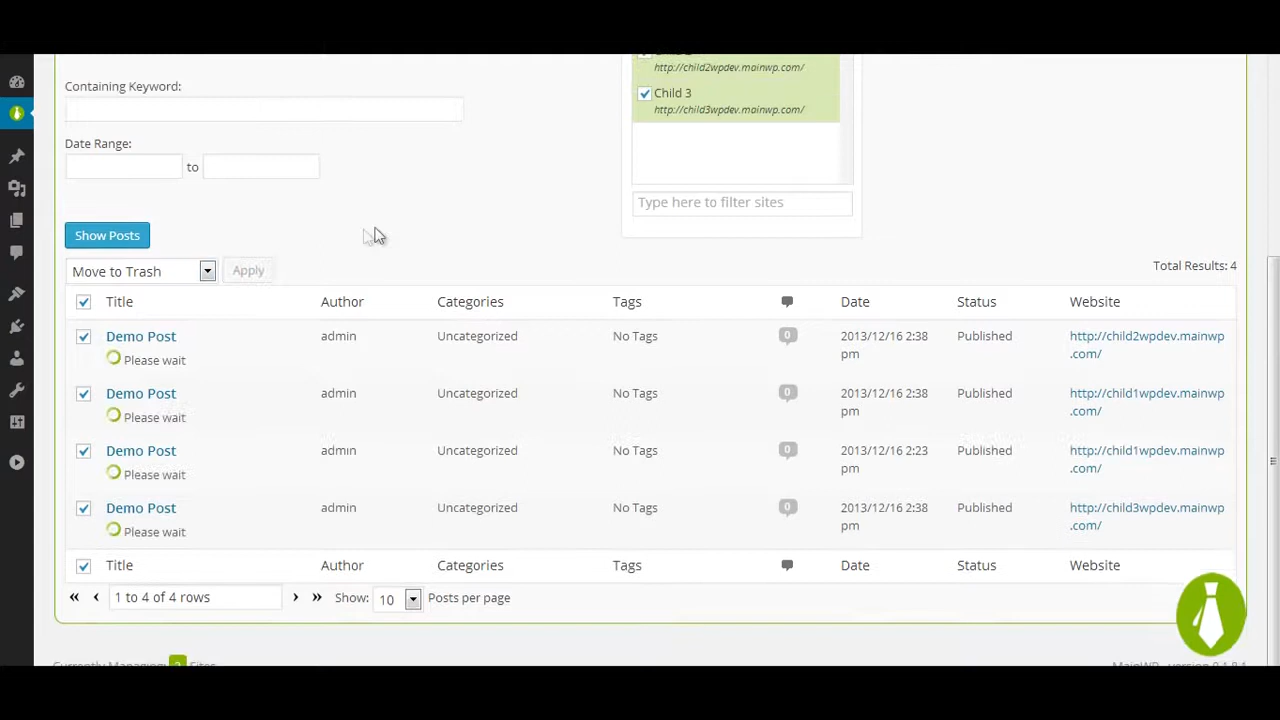 http://child2wpdev.mainwp.com/
Containing Keyword:
Child 3
http://child3wpdev.mainwp.com/
Date Range:
to
Type here to filter sites
Show Posts
Move to Trash
Apply
Total Results: 4
Title Author Categories Tags Date Status Website
Demo Post admin Uncategorized No Tags 0 2013/12/16 2:38 Published http://child2wpdev.mainwp
Please wait pm .com/
Demo Post admin Uncategorized No Tags 0 2013/12/16 2:38 Published http://child1wpdev.mainwp
Please wait pm .com/
Demo Post admin Uncategorized No Tags 0 2013/12/16 2:23 Published http://child1wpdev.mainwp
Please wait pm .com/
Demo Post admin Uncategorized No Tags 0 2013/12/16 2:38 Published http://child3wpdev.mainwp
Please wait pm .com/
Title Author Categories Tags Date Status Website
« ‹ 1 to 4 of 4 rows › » Show: 10 Posts per page
Currently Managing Sites